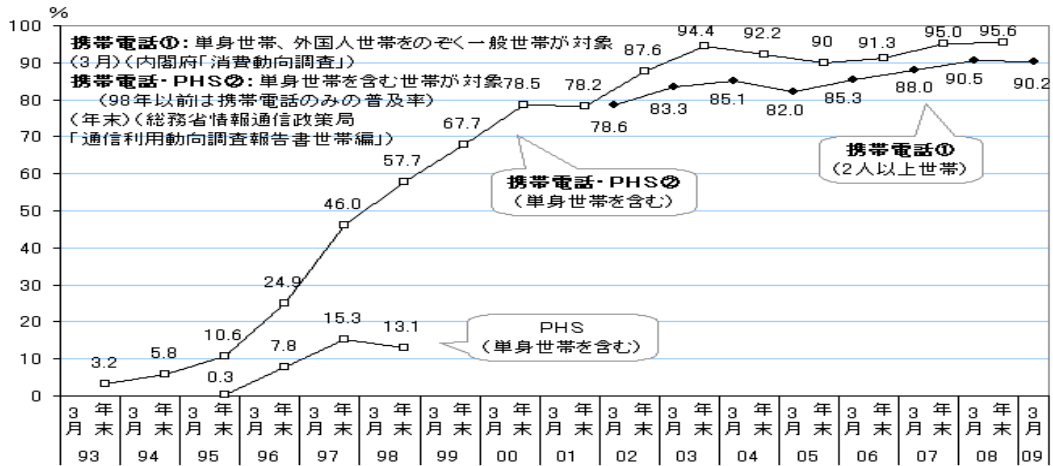 %
携帯電話①：単身世帯、外国人世帯をのぞく一般世帯が対象
（3月）（内閣府「消費動向調査」）
携帯電話・PHS②：単身世帯を含む世帯が対象
（98年以前は携帯電話のみの普及率）
（年末）（総務省情報通信政策局
「通信利用動向調査報告書世帯編」）
100
90
80
70
60
50
40
30
20
10
0
3.2
5.8
10.6
24.9
46.0
57.7
67.7
78.5
78.2
87.6
94.4
92.2
90
91.3
95.0
95.6
78.6
83.3
85.1
82.0
85.3
88.0
90.5
90.2
0.3
7.8
15.3
13.1
携帯電話・PHS②
（単身世帯を含む）
携帯電話①
（2人以上世帯）
PHS
（単身世帯を含む）
3月 年末 3月 年末 3月 年末 3月 年末 3月 年末 3月 年末 3月 年末 3月 年末 3月 年末 3月 年末 3月 年末 3月 年末 3月 年末 3月 年末 3月 年末 3月 年末 3月
93 94 95 96 97 98 99 00 01 02 03 04 05 06 07 08 09